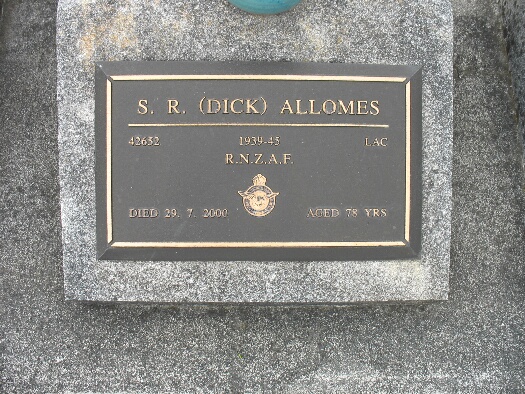 S. R. (DICK) ALLOMES
42652 1939-45 LAC
R.N.Z.A.F.
DIED 29. 7. 2000 AGED 78 YRS